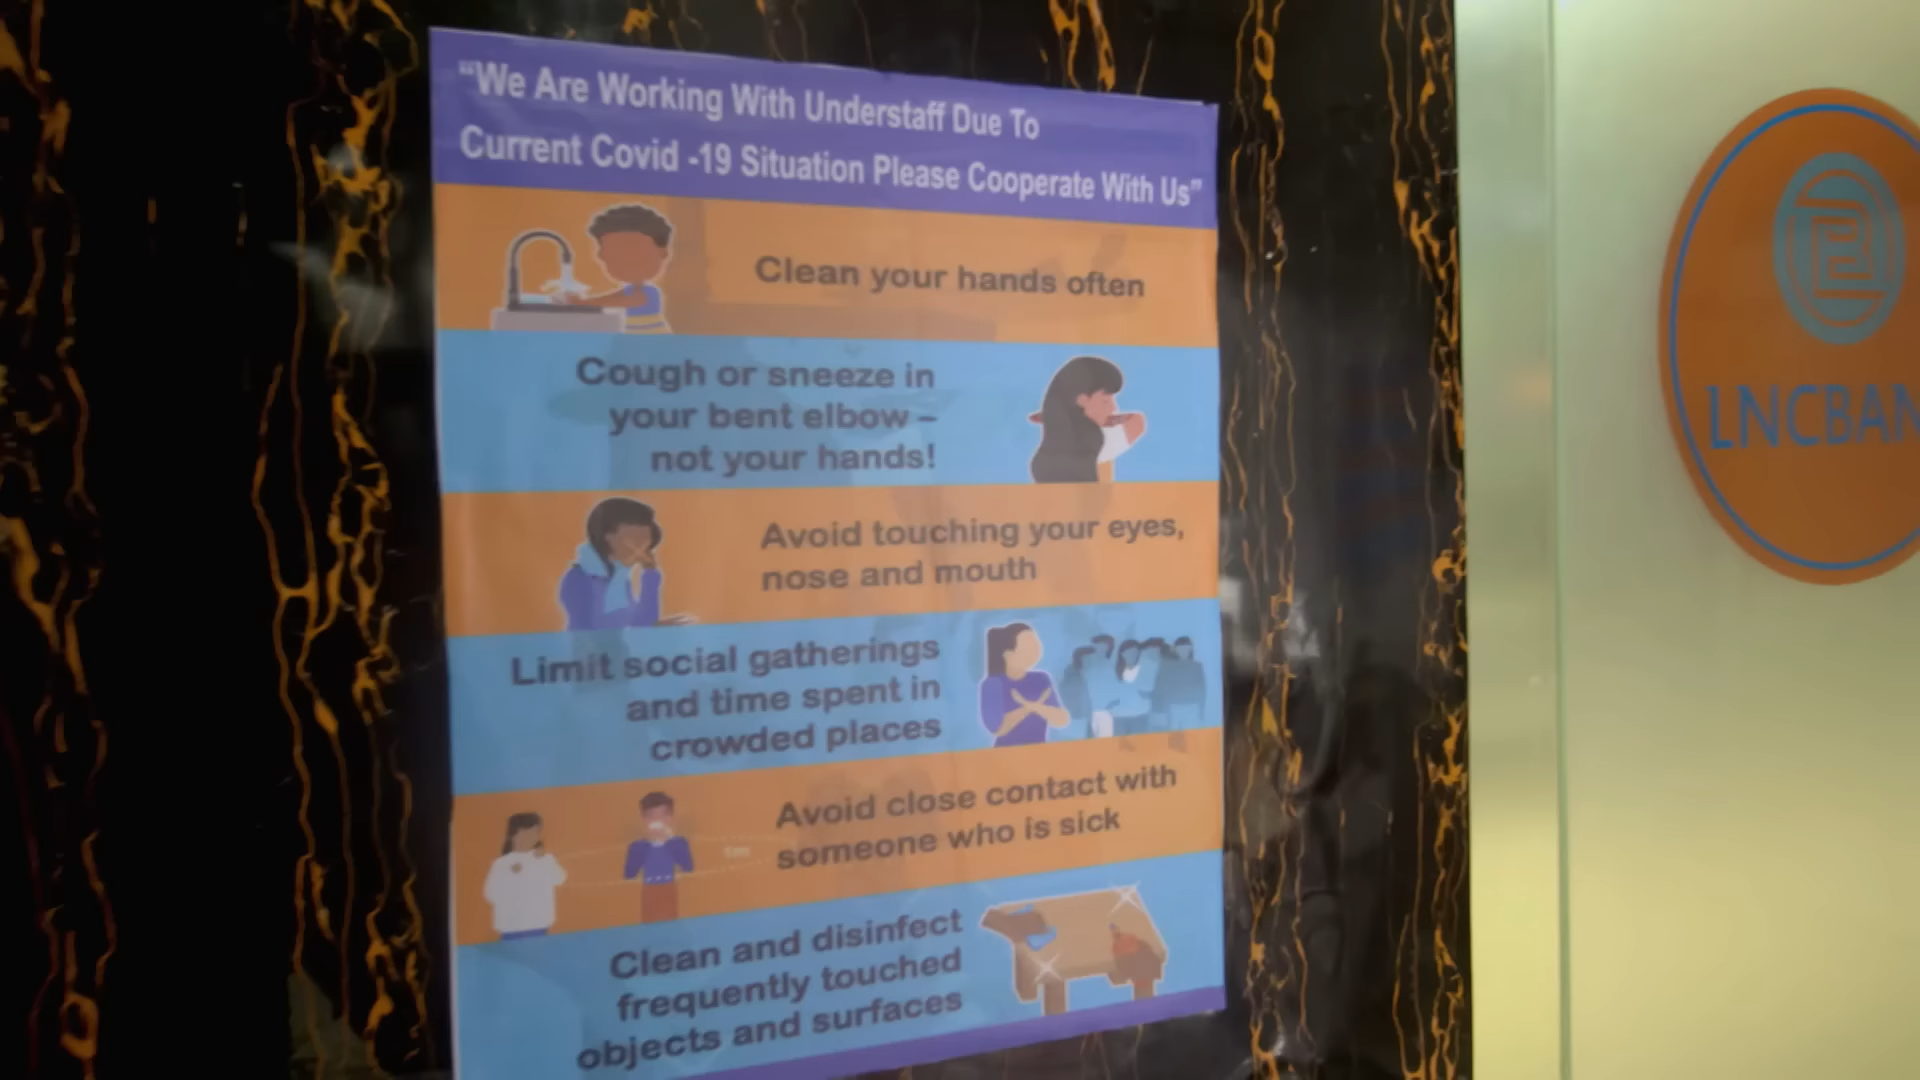 “We Are Working With Understaff Due To
Current Covid -19 Situation Please Cooperate With Us”
Clean your hands often
Cough or sneeze in
your bent elbow –
not your hands!
Avoid touching your eyes,
nose and mouth
Limit social gatherings
and time spent in
crowded places
Avoid close contact with
someone who is sick
Clean and disinfect
frequently touched
objects and surfaces
LNCBAN